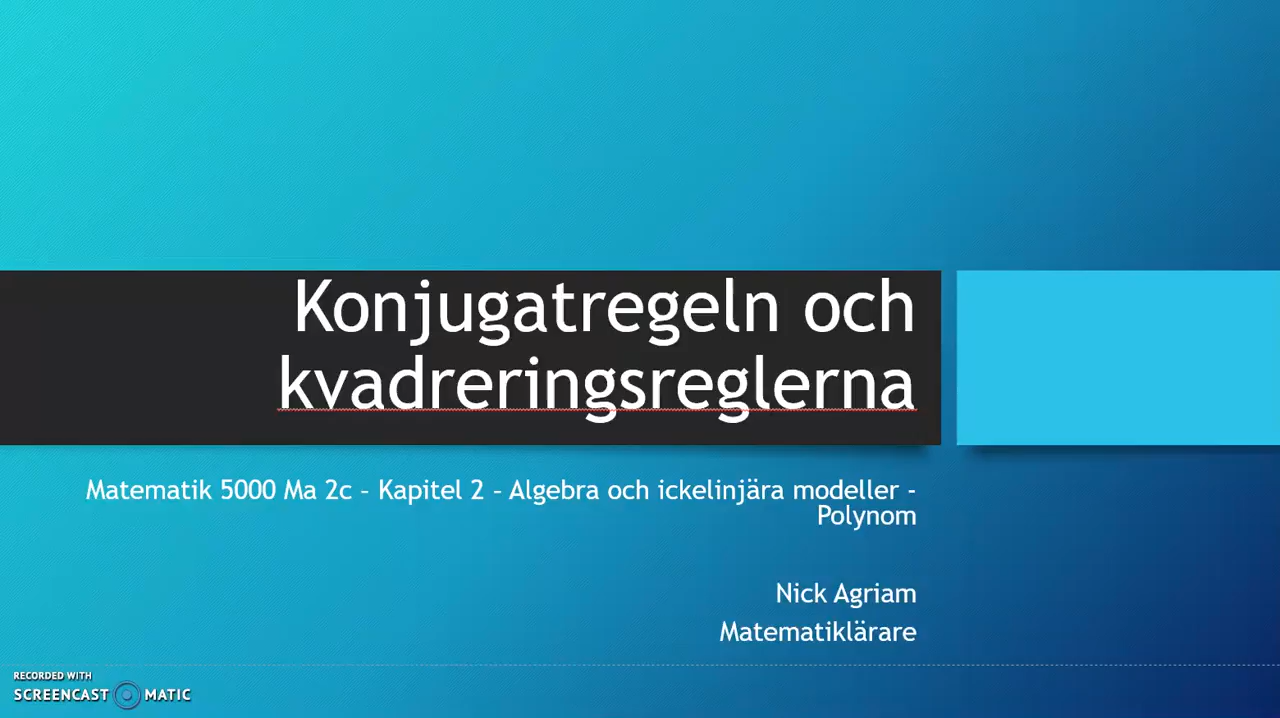 Konjugatregeln och
kvadreringsreglerna
Matematik 5000 Ma 2c – Kapitel 2 – Algebra och ickelinjära modeller -
Polynom
Nick Agriam
Matematiklärare
RECORDED WITH
SCREENCAST MATIC